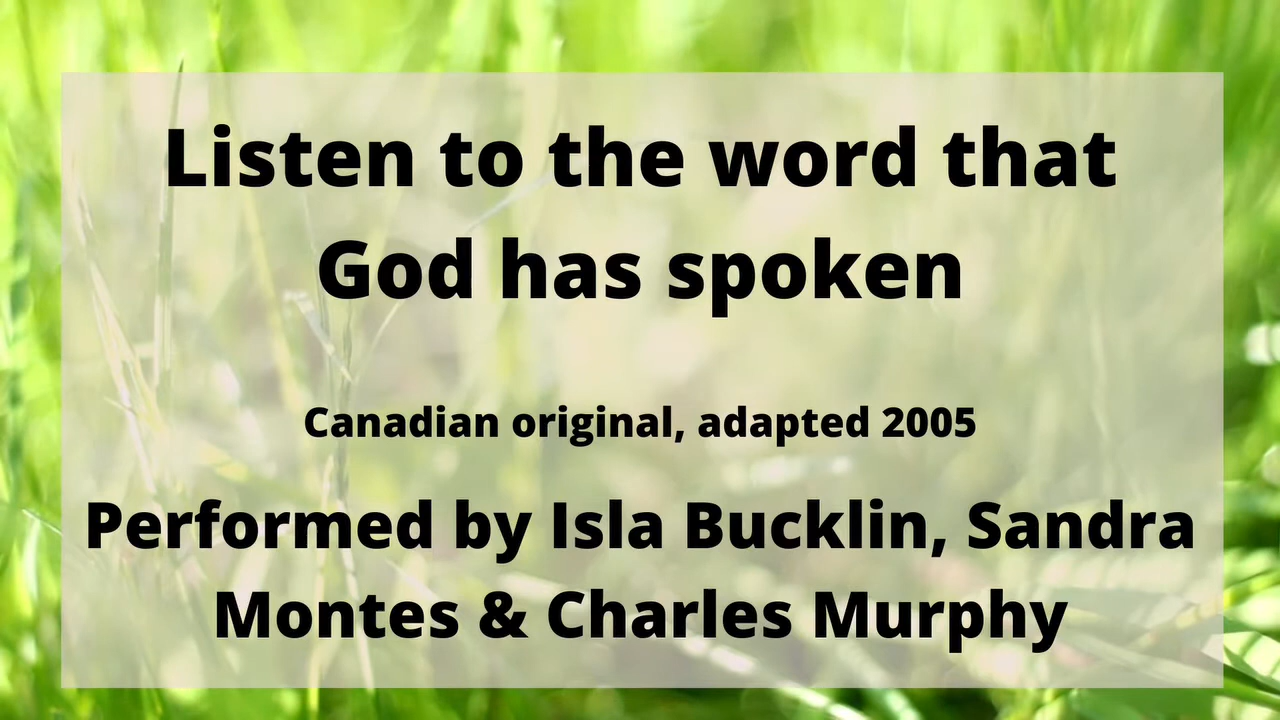 Listen to the word that
God has spoken
Canadian original, adapted 2005
Performed by Isla Bucklin, Sandra
Montes & Charles Murphy